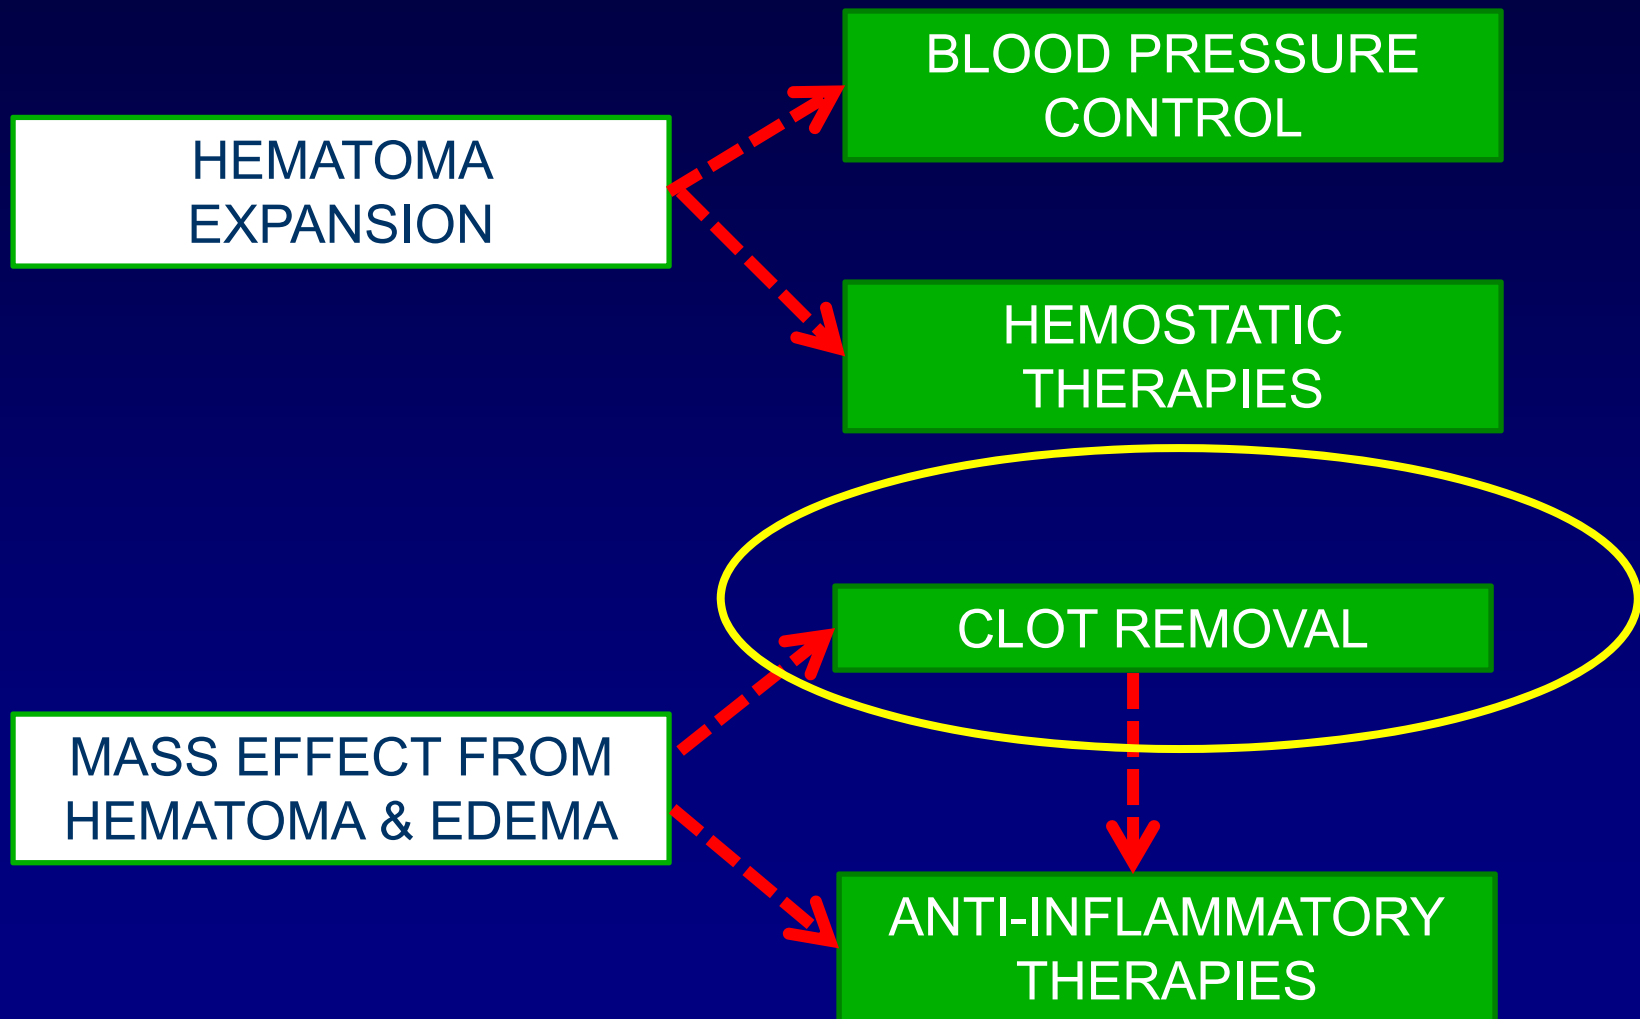 BLOOD PRESSURE
CONTROL
HEMATOMA
EXPANSION
HEMOSTATIC
THERAPIES
CLOT REMOVAL
MASS EFFECT FROM
HEMATOMA & EDEMA
ANTI-INFLAMMATORY
THERAPIES